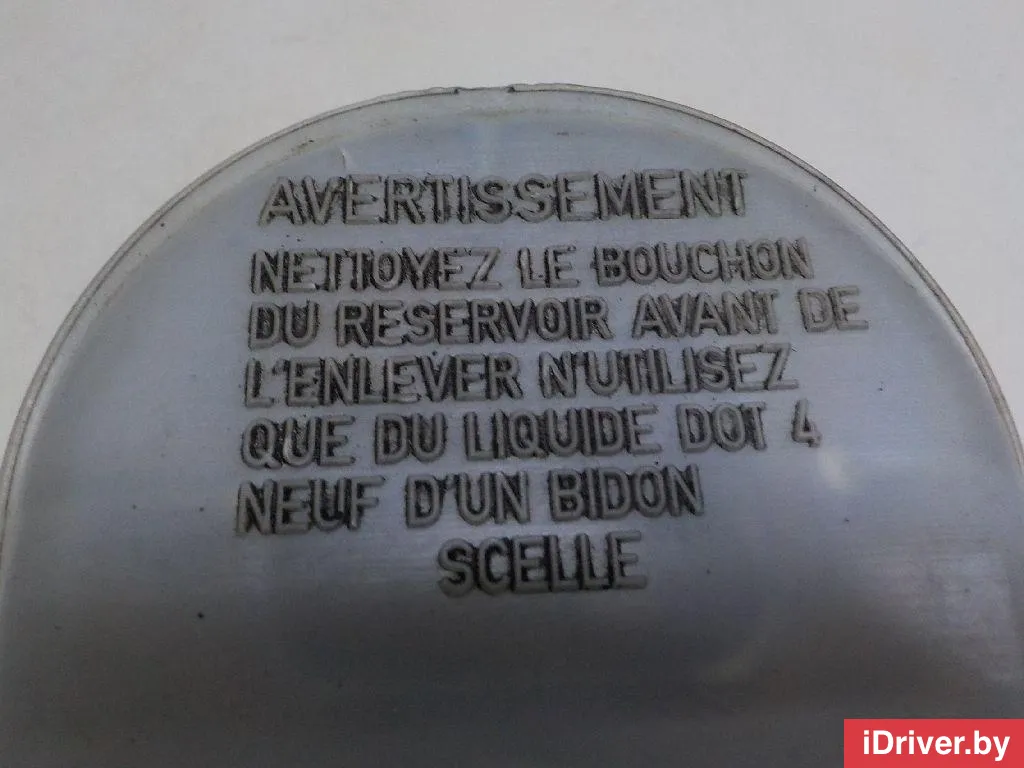 AVERTISSEMENT
NETTOYEZ LE BOUCHON
DU RESERVOIR AVANT DE
L'ENLEVER N'UTILISEZ
QUE DU LIQUIDE DOT 4
NEUF D'UN BIDON
SCELLE
iDriver.by